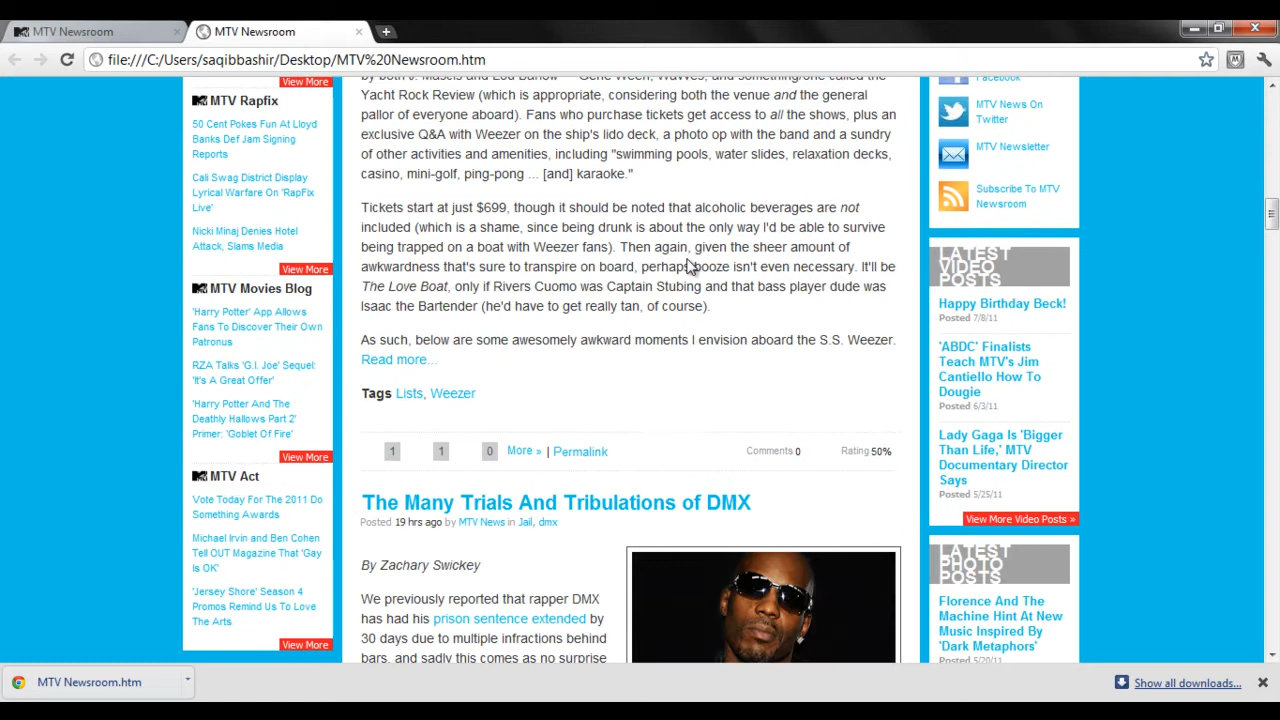 MTV Newsroom
MTV Newsroom
file:///C:/Users/saqibbashir/Desktop/MTV%20Newsroom.htm
View More
MTV Rapfix
50 Cent Pokes Fun At Lloyd
Banks Def Jam Signing
Reports
Cali Swag District Display
Lyrical Warfare On 'RapFix
Live'
Nicki Minaj Denies Hotel
Attack, Slams Media
View More
MTV Movies Blog
'Harry Potter' App Allows
Fans To Discover Their Own
Patronus
RZA Talks 'G.I. Joe' Sequel:
'It's A Great Offer'
'Harry Potter And The
Deathly Hallows Part 2'
Primer: 'Goblet Of Fire'
View More
MTV Act
Vote Today For The 2011 Do
Something Awards
Michael Irvin and Ben Cohen
Tell OUT Magazine That 'Gay
Is OK'
'Jersey Shore' Season 4
Promos Remind Us To Love
The Arts
View More
by both J. Mascis and Lou Barlow — Gene Ween, Wavves, and something/one called the
Yacht Rock Review (which is appropriate, considering both the venue and the general
pallor of everyone aboard). Fans who purchase tickets get access to all the shows, plus an
exclusive Q&A with Weezer on the ship's lido deck, a photo op with the band and a sundry
of other activities and amenities, including "swimming pools, water slides, relaxation decks,
casino, mini-golf, ping-pong ... [and] karaoke."
Tickets start at just $699, though it should be noted that alcoholic beverages are not
included (which is a shame, since being drunk is about the only way I'd be able to survive
being trapped on a boat with Weezer fans). Then again, given the sheer amount of
awkwardness that's sure to transpire on board, perhaps booze isn't even necessary. It'll be
The Love Boat, only if Rivers Cuomo was Captain Stubing and that bass player dude was
Isaac the Bartender (he'd have to get really tan, of course).
As such, below are some awesomely awkward moments I envision aboard the S.S. Weezer.
Read more...
Tags Lists, Weezer
1 1 0 More » | Permalink Comments 0 Rating 50%
The Many Trials And Tribulations of DMX
Posted 19 hrs ago by MTV News in Jail, dmx
By Zachary Swickey
We previously reported that rapper DMX
has had his prison sentence extended by
30 days due to multiple infractions behind
bars, and sadly this comes as no surprise
Facebook
MTV News On
Twitter
MTV Newsletter
Subscribe To MTV
Newsroom
LATEST
VIDEO
POSTS
Happy Birthday Beck!
Posted 7/8/11
'ABDC' Finalists
Teach MTV's Jim
Cantiello How To
Dougie
Posted 6/3/11
Lady Gaga Is 'Bigger
Than Life,' MTV
Documentary Director
Says
Posted 5/25/11
View More Video Posts »
LATEST
PHOTO
POSTS
Florence And The
Machine Hint At New
Music Inspired By
'Dark Metaphors'
Posted 5/20/11
MTV Newsroom.htm
Show all downloads...